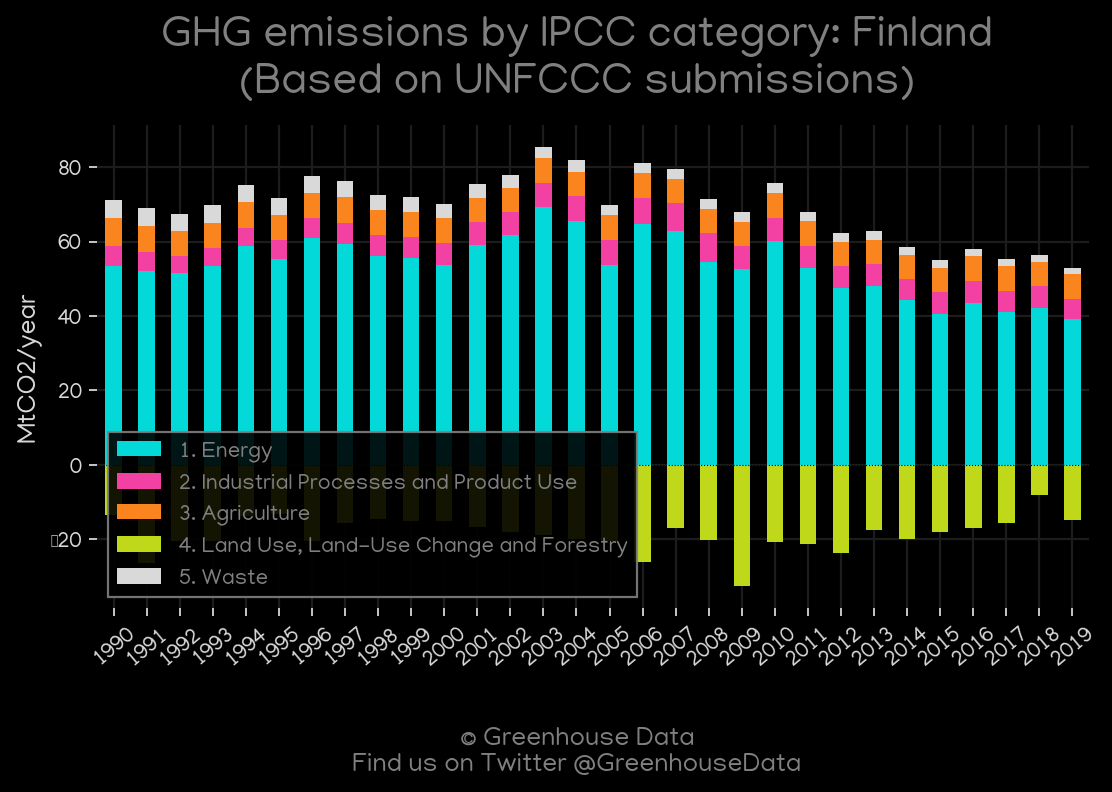 GHG emissions by IPCC category: Finland
(Based on UNFCCC submissions)
MtCO2/year
80
60
40
20
0
▯20
1. Energy
2. Industrial Processes and Product Use
3. Agriculture
4. Land Use, Land-Use Change and Forestry
5. Waste
1990 1991 1992 1993 1994 1995 1996 1997 1998 1999 2000 2001 2002 2003 2004 2005 2006 2007 2008 2009 2010 2011 2012 2013 2014 2015 2016 2017 2018 2019
© Greenhouse Data
Find us on Twitter @GreenhouseData